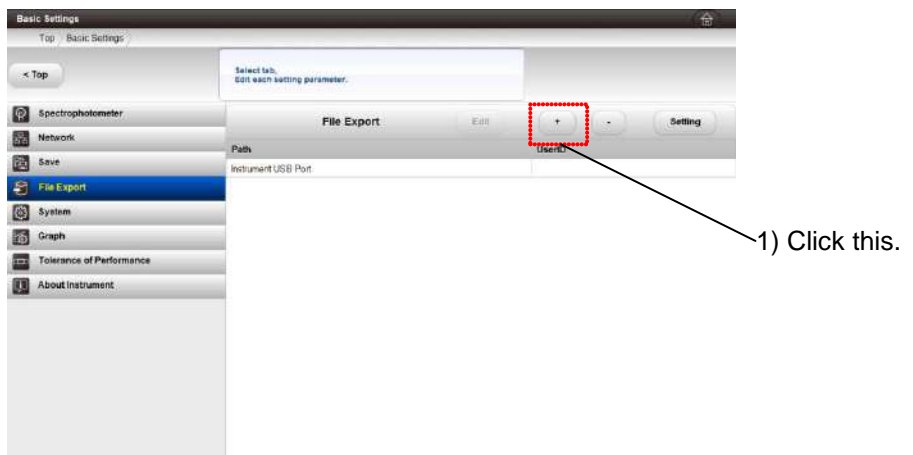 Basic Settings
Top Basic Settings
< Top
Select tab,
Edit each setting parameter.
Spectrophotometer
Network
Save
File Export
System
Graph
Tolerance of Performance
About Instrument
File Export Edit + - Setting
Path UserID
Instrument USB Port
1) Click this.